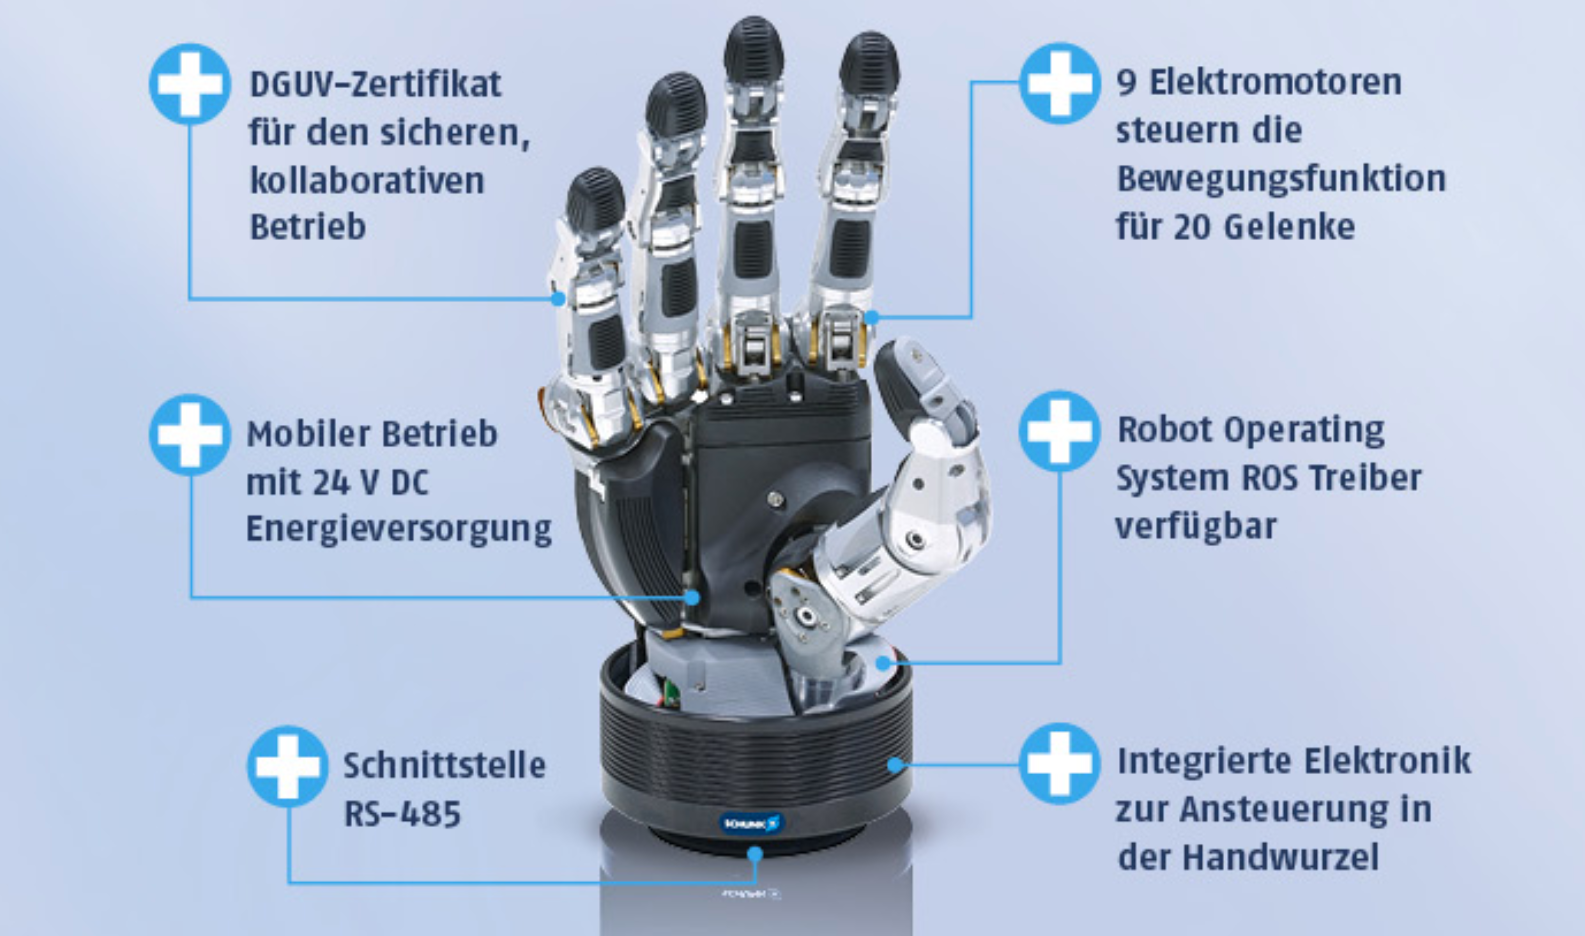 DGUV-Zertifikat
für den sicheren,
kollaborativen
Betrieb
9 Elektromotoren
steuern die
Bewegungsfunktion
für 20 Gelenke
Mobiler Betrieb
mit 24 V DC
Energieversorgung
Robot Operating
System ROS Treiber
verfügbar
Schnittstelle
RS-485
Integrierte Elektronik
zur Ansteuerung in
der Handwurzel
SCHUNK